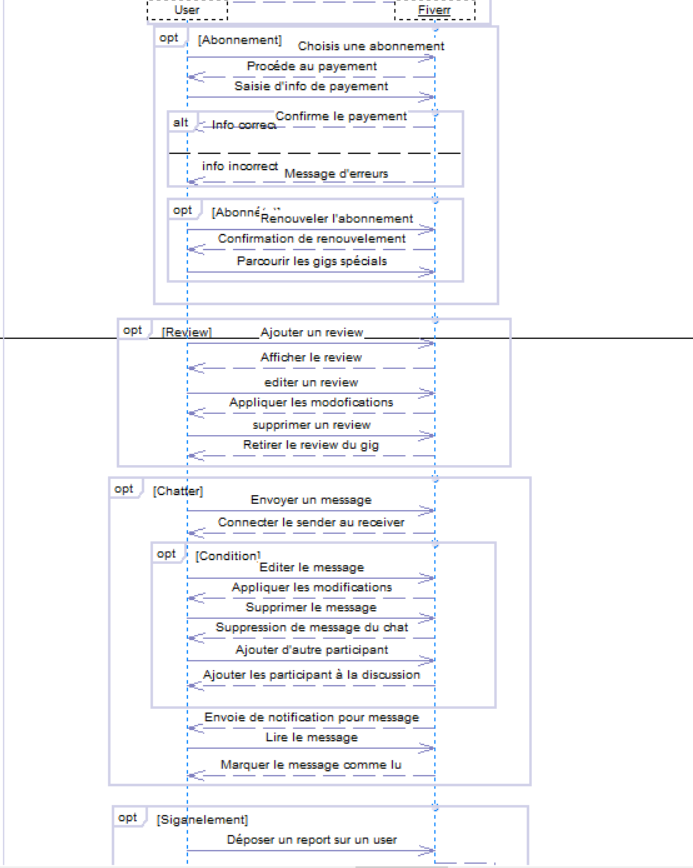 User
Fiverr
opt
[Abonnement]
Choisis une abonnement
Procéde au payement
Saisie d'info de payement
alt
Info correct
Confirme le payement
info incorrect
Message d'erreurs
opt
Renouveler l'abonnement
Confirmation de renouvelement
Parcourir les gigs spécials
opt
[Review]
Ajouter un review
Afficher le review
editer un review
Appliquer les modofications
supprimer un review
Retirer le review du gig
opt
[Chatter]
Envoyer un message
Connecter le sender au receiver
opt
[Condition]
Editer le message
Appliquer les modifications
Supprimer le message
Suppression de message du chat
Ajouter d'autre participant
Ajouter les participant à la discussion
Envoie de notification pour message
Lire le message
Marquer le message comme lu
opt
[Siganelement]
Déposer un report sur un user